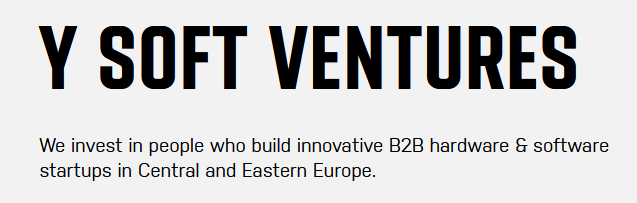 Y SOFT VENTURES
We invest in people who build innovative B2B hardware & software
startups in Central and Eastern Europe.